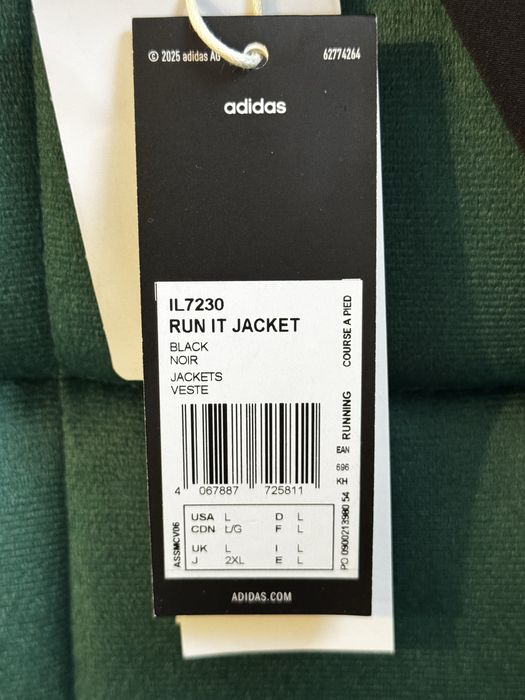 © 2025 adidas AG 62774264
adidas
IL7230
RUN IT JACKET
BLACK
NOIR
JACKETS
VESTE
RUNNING COURSE A PIED
EAN
696
KH
4 067887 725811
ASSMCV06
PO 0900213980 54
USA L D L
CDN L/G F L
UK L I L
J 2XL E L
ADIDAS.COM